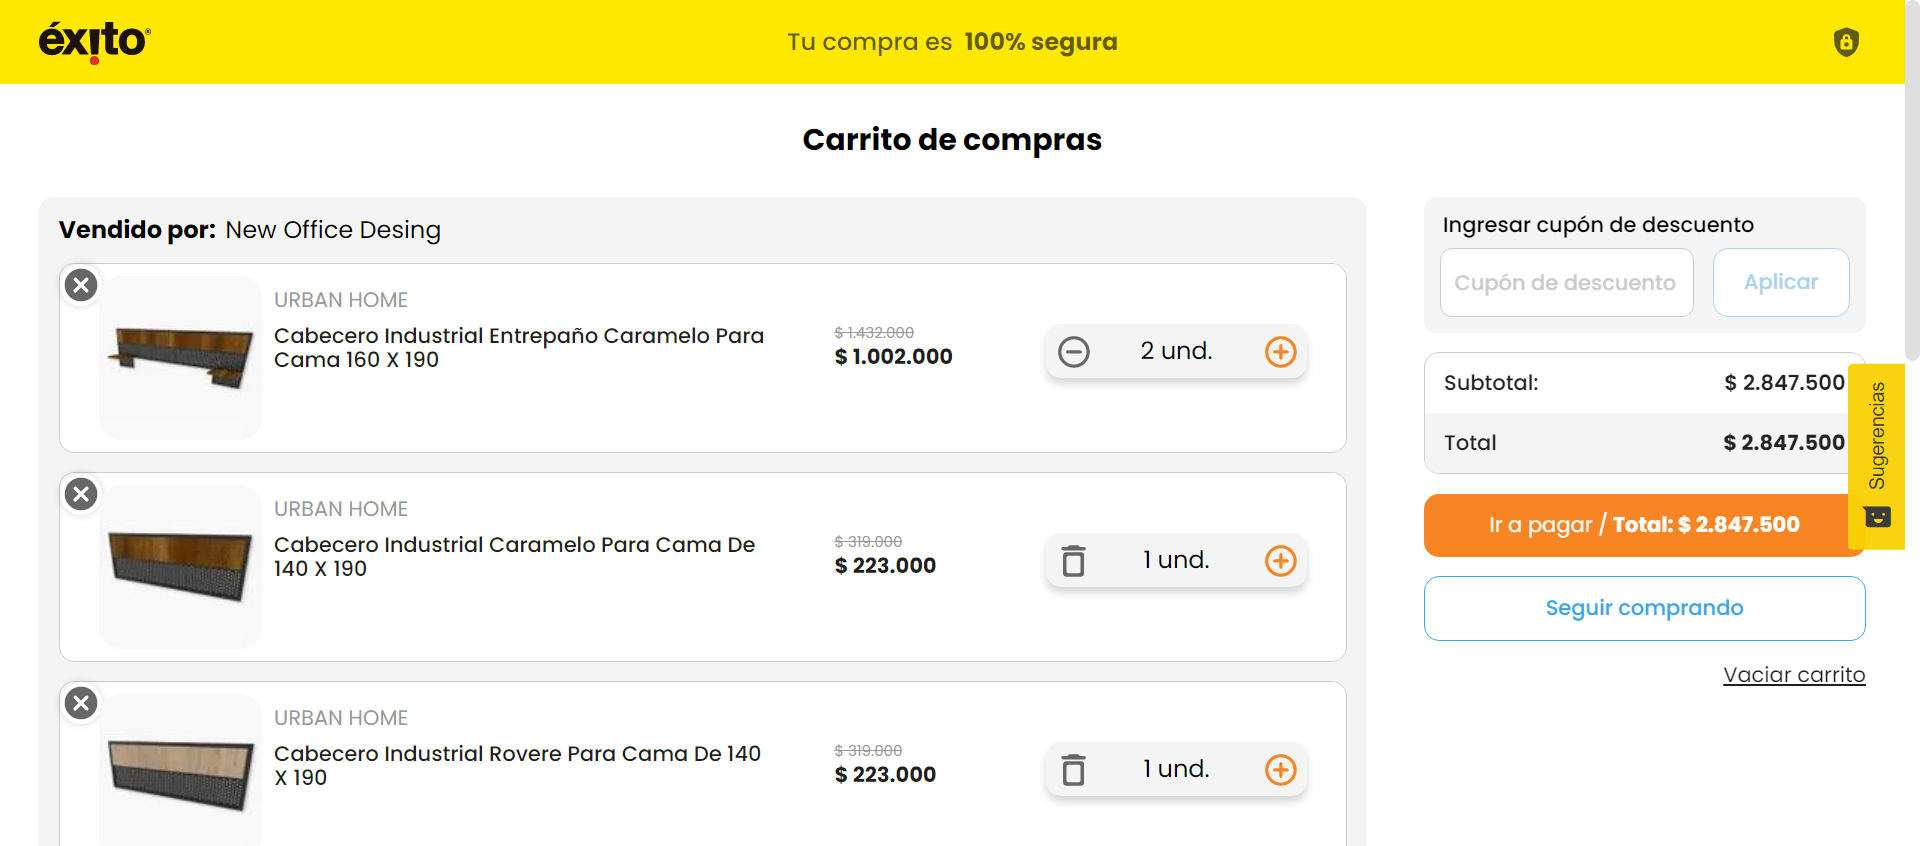 éxito®
Tu compra es 100% segura
Carrito de compras
Vendido por: New Office Desing
URBAN HOME
Cabecero Industrial Entrepaño Caramelo Para
Cama 160 X 190
$ 1.432.000
$ 1.002.000
2 und.
URBAN HOME
Cabecero Industrial Caramelo Para Cama De
140 X 190
$ 319.000
$ 223.000
1 und.
URBAN HOME
Cabecero Industrial Rovere Para Cama De 140
X 190
$ 319.000
$ 223.000
1 und.
Ingresar cupón de descuento
Cupón de descuento
Aplicar
Subtotal: $ 2.847.500
Total $ 2.847.500
Ir a pagar / Total: $ 2.847.500
Seguir comprando
Vaciar carrito
Sugerencias